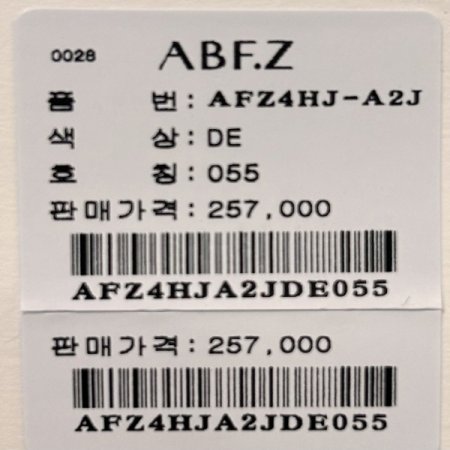 0028 ABF.Z
품 번 : AFZ4HJ-A2J
색 상 : DE
호 칭 : 055
판매가격 : 257,000
AFZ4HJA2JDE055
판매가격 : 257,000
AFZ4HJA2JDE055